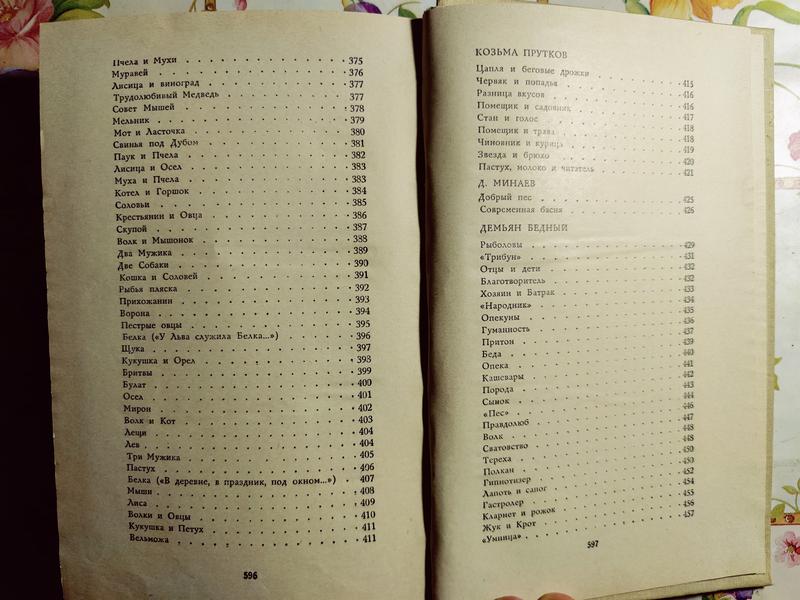 Пчела и Мухи . . . 375
Муравей . . . 376
Лисица и виноград . . . 377
Трудолюбивый Медведь . . . 377
Совет Мышей . . . 378
Мельник . . . 379
Мот и Ласточка . . . 380
Свинья под Дубом . . . 381
Паук и Пчела . . . 382
Лисица и Осел . . . 383
Муха и Пчела . . . 383
Котел и Горшок . . . 384
Соловьи . . . 385
Крестьянин и Овца . . . 386
Скупой . . . 387
Волк и Мышонок . . . 388
Два Мужика . . . 389
Две Собаки . . . 390
Кошка и Соловей . . . 391
Рыбья пляска . . . 392
Прихожанин . . . 393
Ворона . . . 394
Пестрые овцы . . . 395
Белка («У Льва служила Белка...») . . . 396
Щука . . . 397
Кукушка и Орел . . . 398
Бритвы . . . 399
Булат . . . 400
Осел . . . 401
Мирон . . . 402
Волк и Кот . . . 403
Лещи . . . 404
Лев . . . 404
Три Мужика . . . 405
Пастух . . . 406
Белка («В деревне, в праздник, под окном...») . 407
Мыши . . . 408
Лиса . . . 409
Волки и Овцы . . . 410
Кукушка и Петух . . . 411
Вельможа . . . 411
596
КОЗЬМА ПРУТКОВ
Цапля и беговые дрожки . . . 415
Червяк и попадья . . . 416
Разница вкусов . . . 416
Помещик и садовник . . . 417
Стан и голос . . . 418
Помещик и трава . . . 418
Чиновник и курица . . . 419
Звезда и брюхо . . . 420
Пастух, молоко и читатель . . . 421
Д. МИНАЕВ
Добрый пес . . . 425
Современная басня . . . 426
ДЕМЬЯН БЕДНЫЙ
Рыболовы . . . 429
«Трибун» . . . 431
Отцы и дети . . . 432
Благотворитель . . . 432
Хозяин и Батрак . . . 433
«Народник» . . . 434
Опекуны . . . 435
Гуманность . . . 436
Притон . . . 437
Беда . . . 439
Опека . . . 440
Кашевары . . . 441
Порода . . . 442
Сынок . . . 443
«Пес» . . . 444
Правдолюб . . . 446
Волк . . . 447
Сватовство . . . 448
Тереха . . . 448
Полкан . . . 450
Гипнотизер . . . 450
Лапоть и сапог . . . 452
Гастролер . . . 454
Кларнет и рожок . . . 455
Жук и Крот . . . 456
«Умница» . . . 457
597